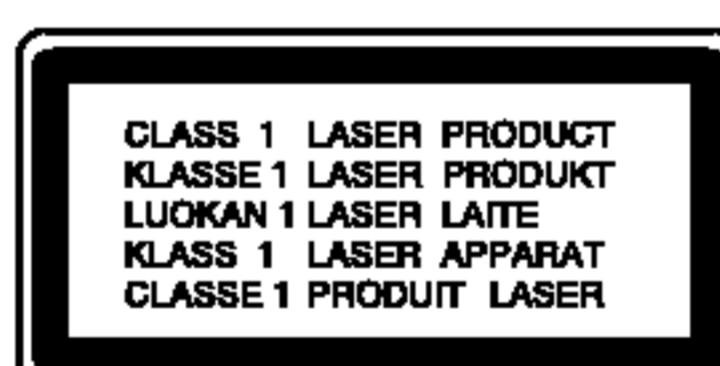 CLASS 1 LASER PRODUCT
KLASSE 1 LASER PRODUKT
LUOKAN 1 LASER LAITE
KLASS 1 LASER APPARAT
CLASSE 1 PRODUIT LASER